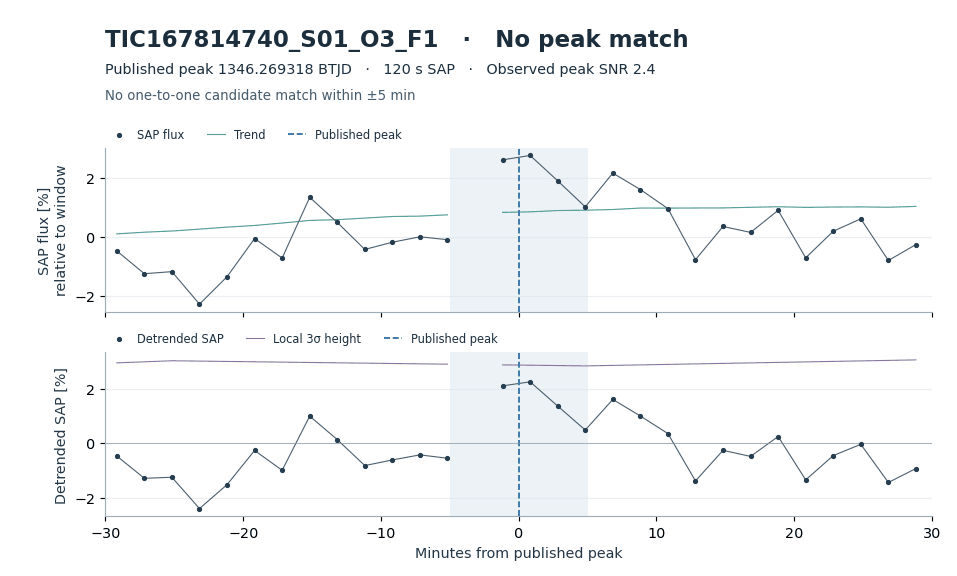 TIC167814740_S01_O3_F1 · No peak match
Published peak 1346.269318 BTJD · 120 s SAP · Observed peak SNR 2.4
No one-to-one candidate match within ±5 min
SAP flux Trend Published peak
SAP flux [%]
relative to window
2
0
−2
Detrended SAP Local 3σ height Published peak
Detrended SAP [%]
2
0
−2
−30 −20 −10 0 10 20 30
Minutes from published peak